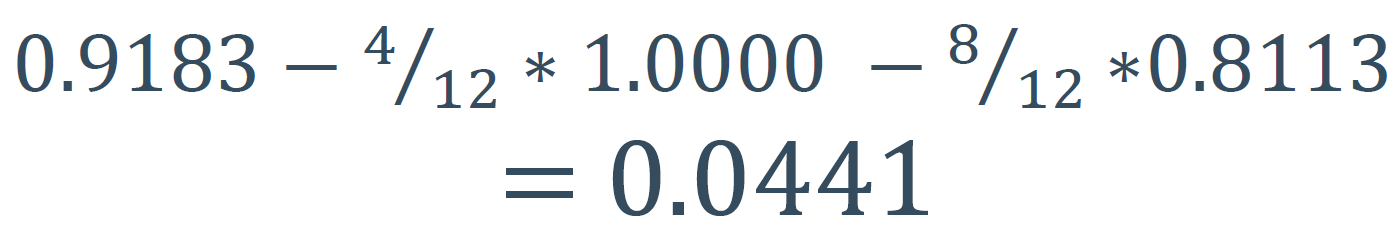 0.9183 − 4/12 * 1.0000 − 8/12 *0.8113
= 0.0441